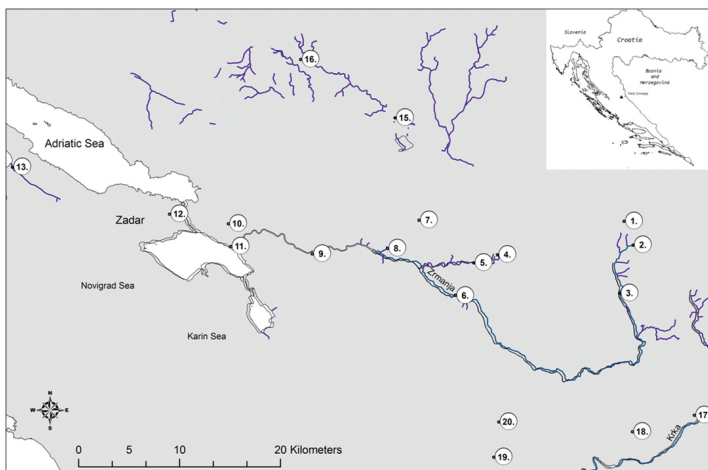 Slovenia
Croatia
Bosnia
and
Herzegovina
16.
15.
Adriatic Sea
13.
Zadar
12.
10.
7.
1.
11.
2.
9.
8.
4.
5.
Zrmanja
Novigrad Sea
6.
3.
Karin Sea
N
W
E
S
20.
18.
17
Krka
19.
0
5
10
20 Kilometers